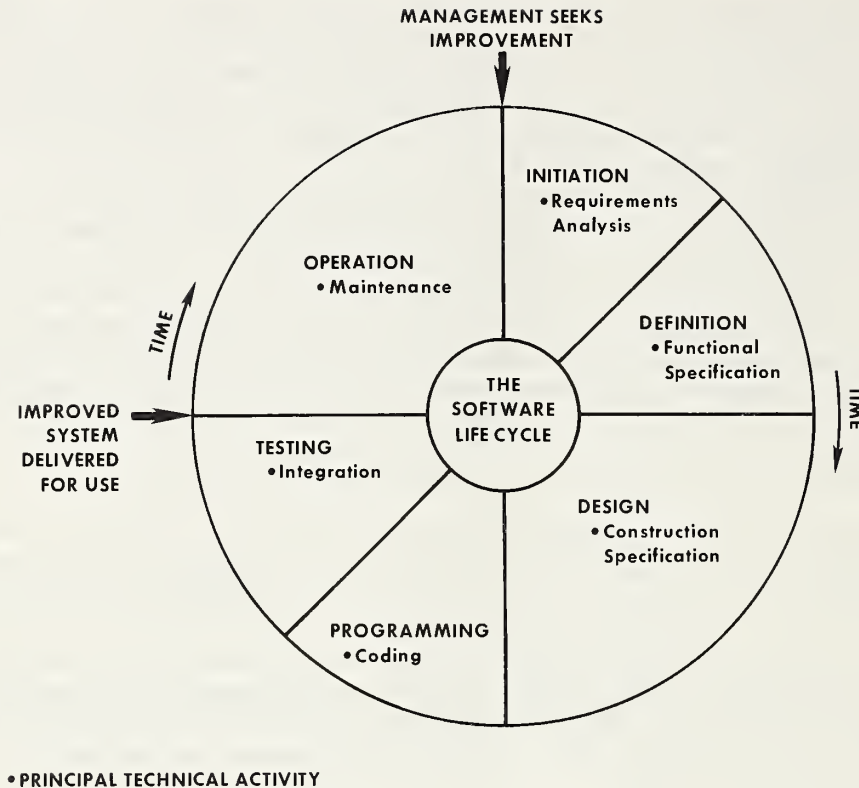 MANAGEMENT SEEKS
IMPROVEMENT
INITIATION
• Requirements
Analysis
OPERATION
• Maintenance
TIME
DEFINITION
• Functional
Specification
TIME
THE
SOFTWARE
LIFE CYCLE
IMPROVED
SYSTEM
DELIVERED
FOR USE
TESTING
• Integration
DESIGN
• Construction
Specification
PROGRAMMING
• Coding
• PRINCIPAL TECHNICAL ACTIVITY